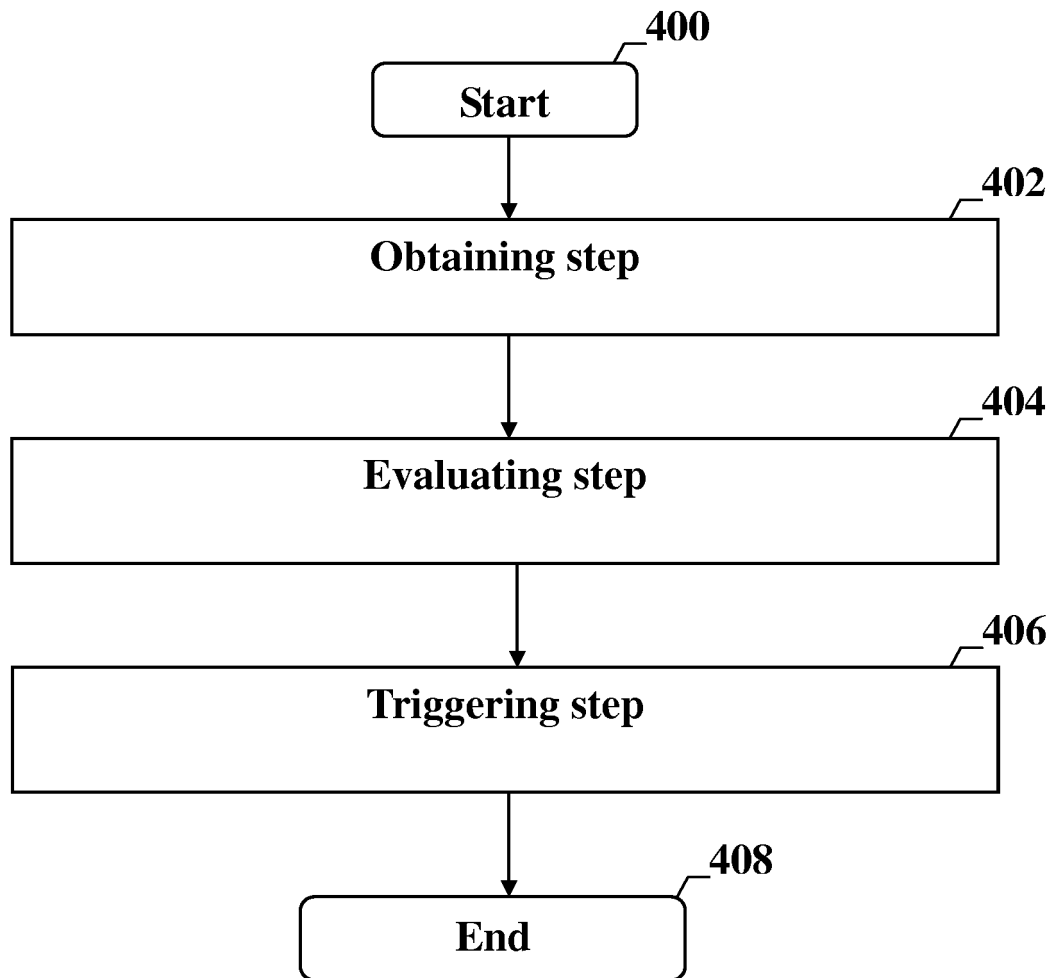 400
Start
402
Obtaining step
404
Evaluating step
406
Triggering step
408
End